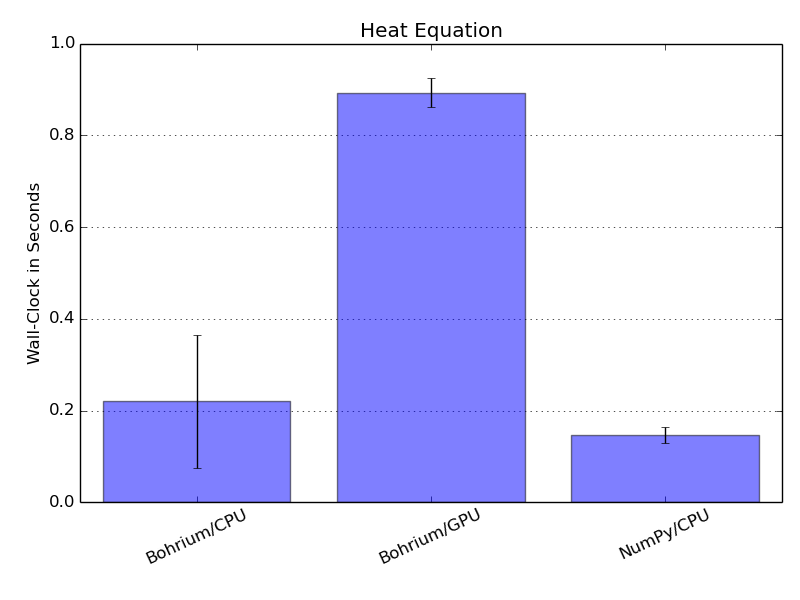 Heat Equation
1.0
0.8
0.6
0.4
0.2
0.0
Wall-Clock in Seconds
Bohrium/CPU
Bohrium/GPU
NumPy/CPU